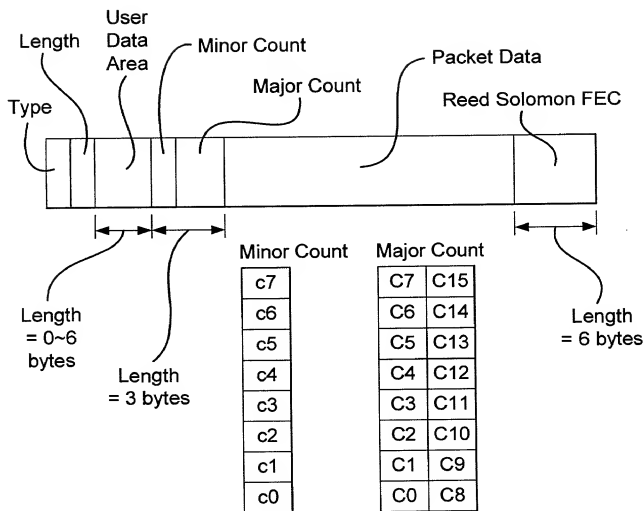 User
Data
Area
Length
Minor Count
Packet Data
Major Count
Type
Reed Solomon FEC
Minor Count
Major Count
Length
= 0~6
bytes
Length
= 3 bytes
Length
= 6 bytes
c7
c6
c5
c4
c3
c2
c1
c0
C7 C15
C6 C14
C5 C13
C4 C12
C3 C11
C2 C10
C1 C9
C0 C8